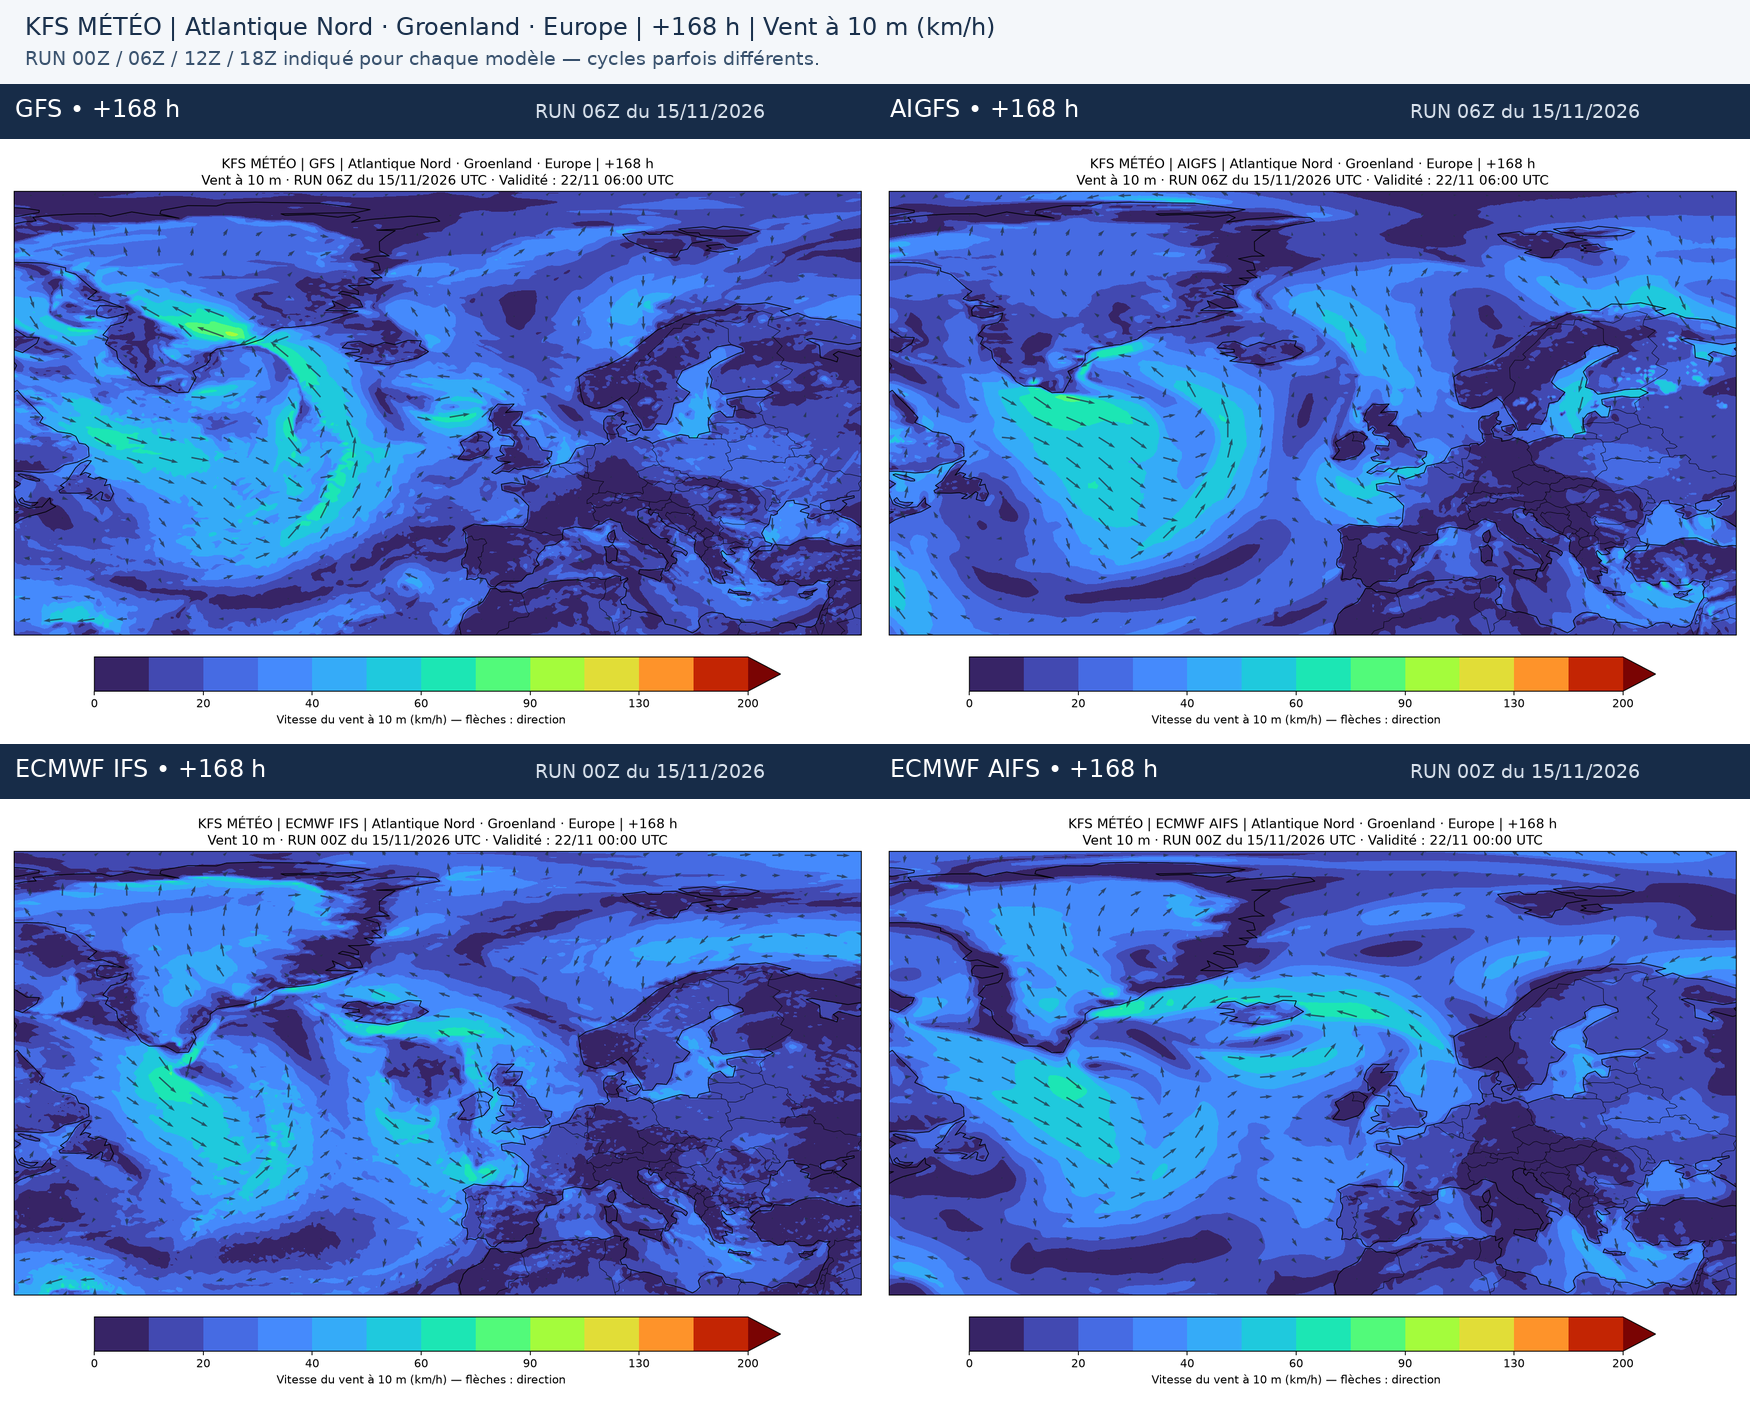 KFS MÉTÉO | Atlantique Nord · Groenland · Europe | +168 h | Vent à 10 m (km/h)
RUN 00Z / 06Z / 12Z / 18Z indiqué pour chaque modèle — cycles parfois différents.
GFS • +168 h RUN 06Z du 15/11/2026
KFS MÉTÉO | GFS | Atlantique Nord · Groenland · Europe | +168 h
Vent à 10 m · RUN 06Z du 15/11/2026 UTC · Validité : 22/11 06:00 UTC
0 20 40 60 90 130 200
Vitesse du vent à 10 m (km/h) — flèches : direction
AIGFS • +168 h RUN 06Z du 15/11/2026
KFS MÉTÉO | AIGFS | Atlantique Nord · Groenland · Europe | +168 h
Vent à 10 m · RUN 06Z du 15/11/2026 UTC · Validité : 22/11 06:00 UTC
0 20 40 60 90 130 200
Vitesse du vent à 10 m (km/h) — flèches : direction
ECMWF IFS • +168 h RUN 00Z du 15/11/2026
KFS MÉTÉO | ECMWF IFS | Atlantique Nord · Groenland · Europe | +168 h
Vent 10 m · RUN 00Z du 15/11/2026 UTC · Validité : 22/11 00:00 UTC
0 20 40 60 90 130 200
Vitesse du vent à 10 m (km/h) — flèches : direction
ECMWF AIFS • +168 h RUN 00Z du 15/11/2026
KFS MÉTÉO | ECMWF AIFS | Atlantique Nord · Groenland · Europe | +168 h
Vent 10 m · RUN 00Z du 15/11/2026 UTC · Validité : 22/11 00:00 UTC
0 20 40 60 90 130 200
Vitesse du vent à 10 m (km/h) — flèches : direction